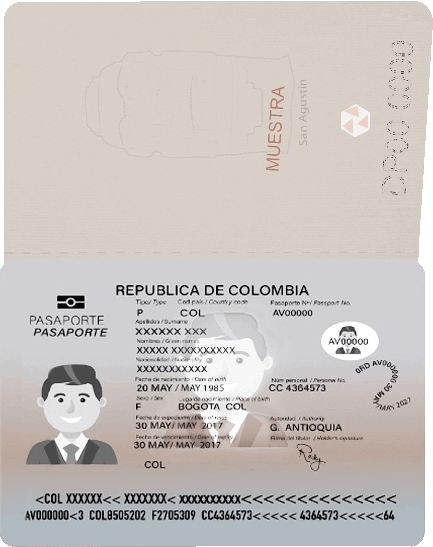 MUESTRA
San Agustín
REPUBLICA DE COLOMBIA
PASAPORTE
PASAPORTE
Tipo/ Type Cod país / Country code Pasaporte Nº/ Passport No.
P COL AV00000
Apellidos / Surname
XXXXXX XXX
Nombres / Given names
XXXXX XXXXXXXXXX
Nacionalidad / Nationality
XXXXXXXXXXX
Fecha de nacimiento / Date of birth Num personal / Personal No.
20 MAY/ MAY 1985 CC 4364573
Sexo / Sex Lugar de nacimiento / Place of birth
F BOGOTA COL
Fecha de expedición / Date of issue Autoridad / Authority
30 MAY/ MAY 2017 G. ANTIOQUIA
Fecha de vencimiento / Date of expiry Firma del titular / Holder's signature
30 MAY/ MAY 2017
COL
AV00000
ORD AV000000 30 MAY
/MAY 2027
<COL XXXXXX<< XXXXXXX< XXXXXXXXXX<<<<<<<<<<<<<<<
AV000000<3 COL8505202 F2705309 CC4364573<<<<< 4364573<<<<<64